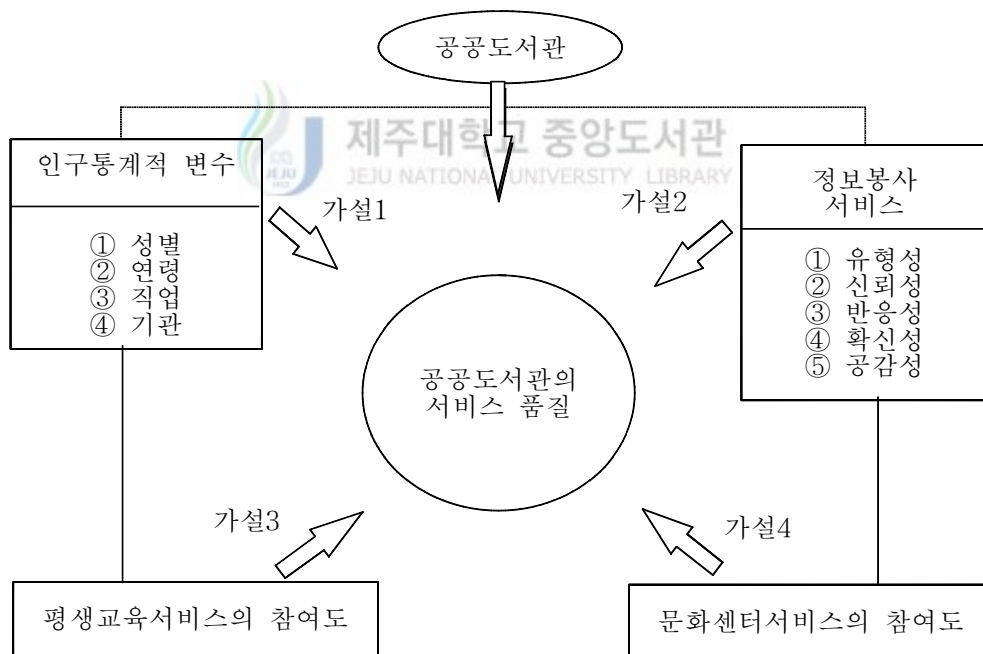 공공도서관
제주대학교 중앙도서관
JEJU NATIONAL UNIVERSITY LIBRARY
인구통계적 변수
① 성별
② 연령
③ 직업
④ 기관
가설1
가설2
정보봉사
서비스
① 유형성
② 신뢰성
③ 반응성
④ 확신성
⑤ 공감성
공공도서관의
서비스 품질
가설3
가설4
평생교육서비스의 참여도
문화센터서비스의 참여도